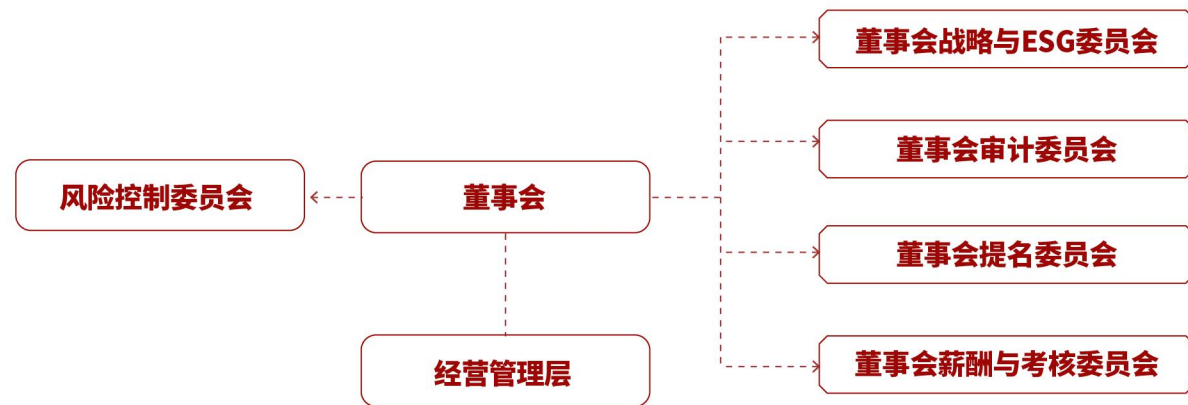 董事会战略与ESG委员会
董事会审计委员会
风险控制委员会
董事会
董事会提名委员会
经营管理层
董事会薪酬与考核委员会